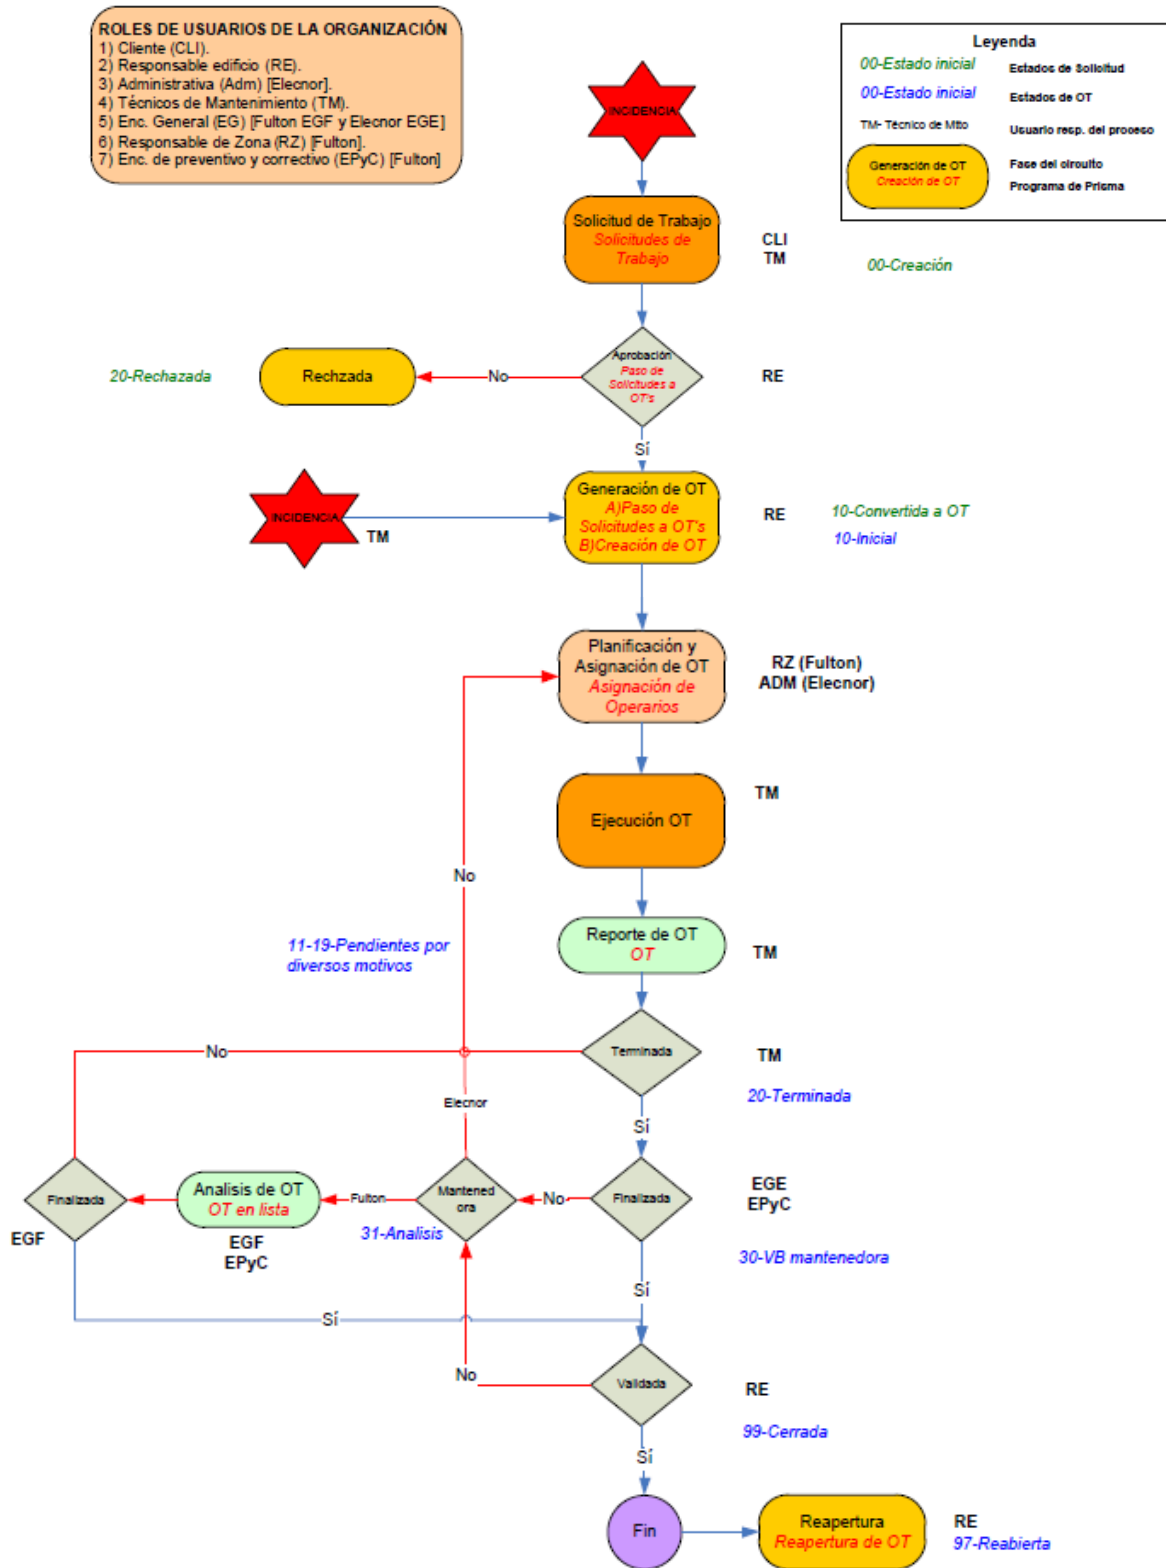 ROLES DE USUARIOS DE LA ORGANIZACIÓN
1) Cliente (CLI).
2) Responsable edificio (RE).
3) Administrativa (Adm) [Elecnor].
4) Técnicos de Mantenimiento (TM).
5) Enc. General (EG) [Fulton EGF y Elecnor EGE]
6) Responsable de Zona (RZ) [Fulton].
7) Enc. de preventivo y correctivo (EPyC) [Fulton]
Leyenda
00-Estado inicial
Estados de Solicitud
00-Estado inicial
Estados de OT
TM- Técnico de Mtto
Usuario resp. del proceso
Generación de OT
Creación de OT
Fase del circuito
Programa de Prisma
INCIDENCIA
Solicitud de Trabajo
Solicitudes de
Trabajo
CLI
TM
00-Creación
Aprobación
Paso de
Solicitudes a
OT's
RE
No
Rechzada
20-Rechazada
Sí
INCIDENCIA
TM
Generación de OT
A)Paso de
Solicitudes a OT's
B)Creación de OT
RE
10-Convertida a OT
10-Inicial
Planificación y
Asignación de OT
Asignación de
Operarios
RZ (Fulton)
ADM (Elecnor)
Ejecución OT
TM
No
Reporte de OT
OT
TM
11-19-Pendientes por
diversos motivos
Terminada
TM
No
20-Terminada
Elecnor
Sí
Finalizada
EGF
Analisis de OT
OT en lista
EGF
EPyC
Fulton
Mantened
ora
31-Analisis
No
Finalizada
EGE
EPyC
30-VB mantenedora
Sí
Sí
No
Validada
RE
99-Cerrada
Sí
Fin
Reapertura
Reapertura de OT
RE
97-Reabierta